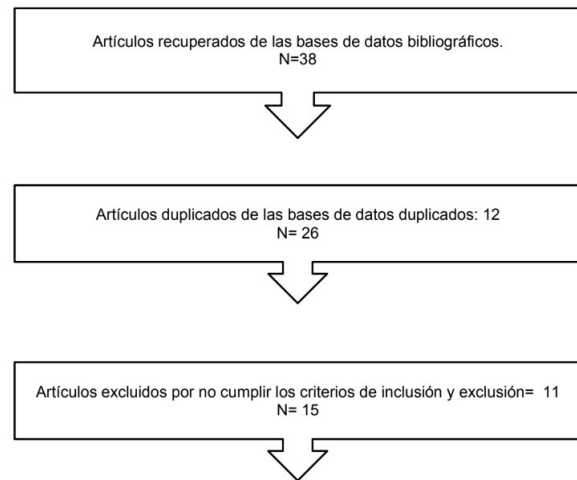 Artículos recuperados de las bases de datos bibliográficos.
N=38
Artículos duplicados de las bases de datos duplicados: 12
N= 26
Artículos excluidos por no cumplir los criterios de inclusión y exclusión= 11
N= 15